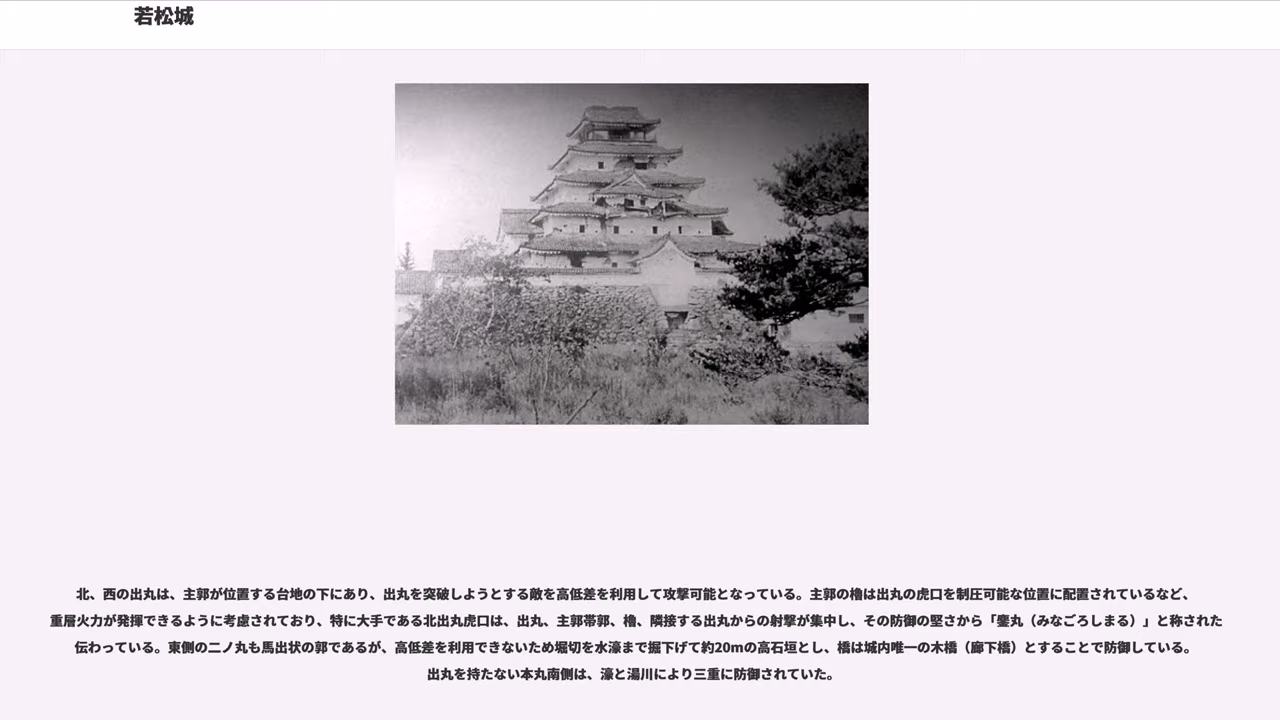 若松城
北、西の出丸は、主郭が位置する台地の下にあり、出丸を突破しようとする敵を高低差を利用して攻撃可能となっている。主郭の櫓は出丸の虎口を制圧可能な位置に配置されているなど、
重層火力が発揮できるように考慮されており、特に大手である北出丸虎口は、出丸、主郭帯郭、櫓、隣接する出丸からの射撃が集中し、その防御の堅さから「鏖丸（みなごろしまる）」と称された
伝わっている。東側の二ノ丸も馬出状の郭であるが、高低差を利用できないため堀切を水濠まで掘下げて約20mの高石垣とし、橋は城内唯一の木橋（廊下橋）とすることで防御している。
出丸を持たない本丸南側は、濠と湯川により三重に防御されていた。